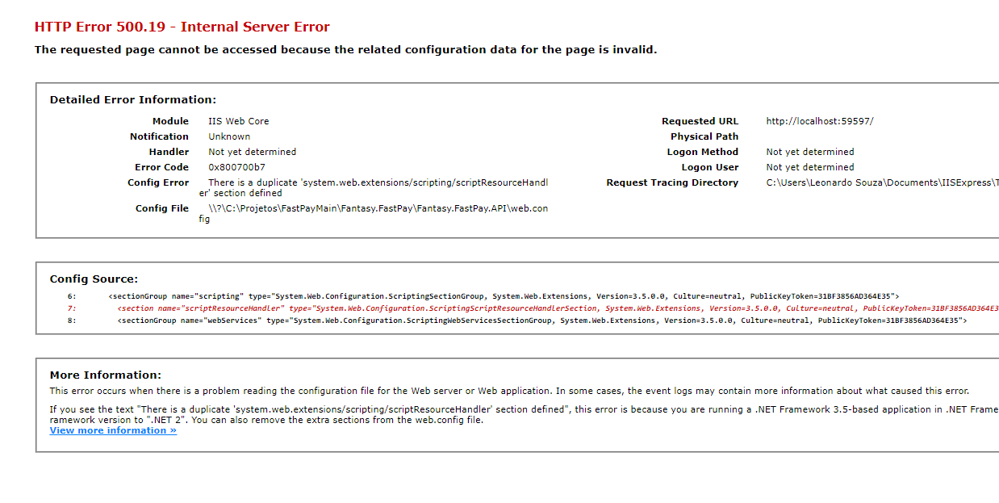 HTTP Error 500.19 - Internal Server Error
The requested page cannot be accessed because the related configuration data for the page is invalid.
Detailed Error Information:
Module IIS Web Core
Notification Unknown
Handler Not yet determined
Error Code 0x800700b7
Config Error There is a duplicate 'system.web.extensions/scripting/scriptResourceHandl
er' section defined
Config File \\?\C:\Projetos\FastPayMain\Fantasy.FastPay\Fantasy.FastPay.API\web.con
fig
Requested URL http://localhost:59597/
Physical Path
Logon Method Not yet determined
Logon User Not yet determined
Request Tracing Directory C:\Users\Leonardo Souza\Documents\IISExpress\T
Config Source:
6: <sectionGroup name="scripting" type="System.Web.Configuration.ScriptingSectionGroup, System.Web.Extensions, Version=3.5.0.0, Culture=neutral, PublicKeyToken=31BF3856AD364E35">
7: <section name="scriptResourceHandler" type="System.Web.Configuration.ScriptingScriptResourceHandlerSection, System.Web.Extensions, Version=3.5.0.0, Culture=neutral, PublicKeyToken=31BF3856AD364E3
8: <sectionGroup name="webServices" type="System.Web.Configuration.ScriptingWebServicesSectionGroup, System.Web.Extensions, Version=3.5.0.0, Culture=neutral, PublicKeyToken=31BF3856AD364E35">
More Information:
This error occurs when there is a problem reading the configuration file for the Web server or Web application. In some cases, the event logs may contain more information about what caused this error.
If you see the text "There is a duplicate 'system.web.extensions/scripting/scriptResourceHandler' section defined", this error is because you are running a .NET Framework 3.5-based application in .NET Frame
ramework version to ".NET 2". You can also remove the extra sections from the web.config file.
View more information »